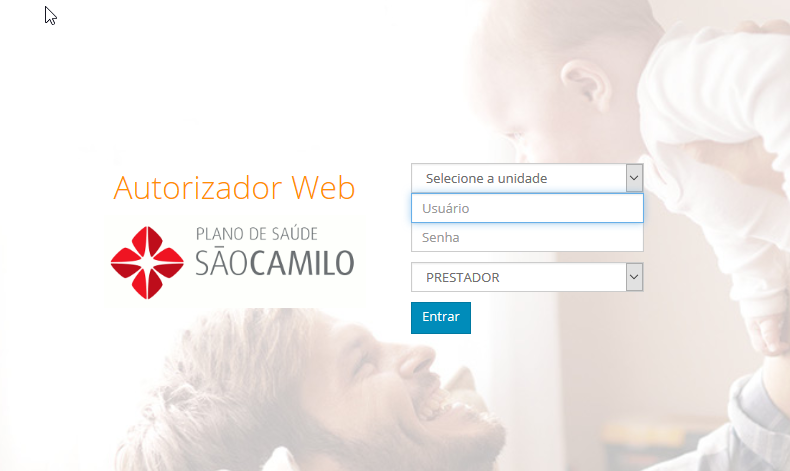 Autorizador Web
PLANO DE SAÚDE
SÃOCAMILO
Selecione a unidade
Usuário
Senha
PRESTADOR
Entrar